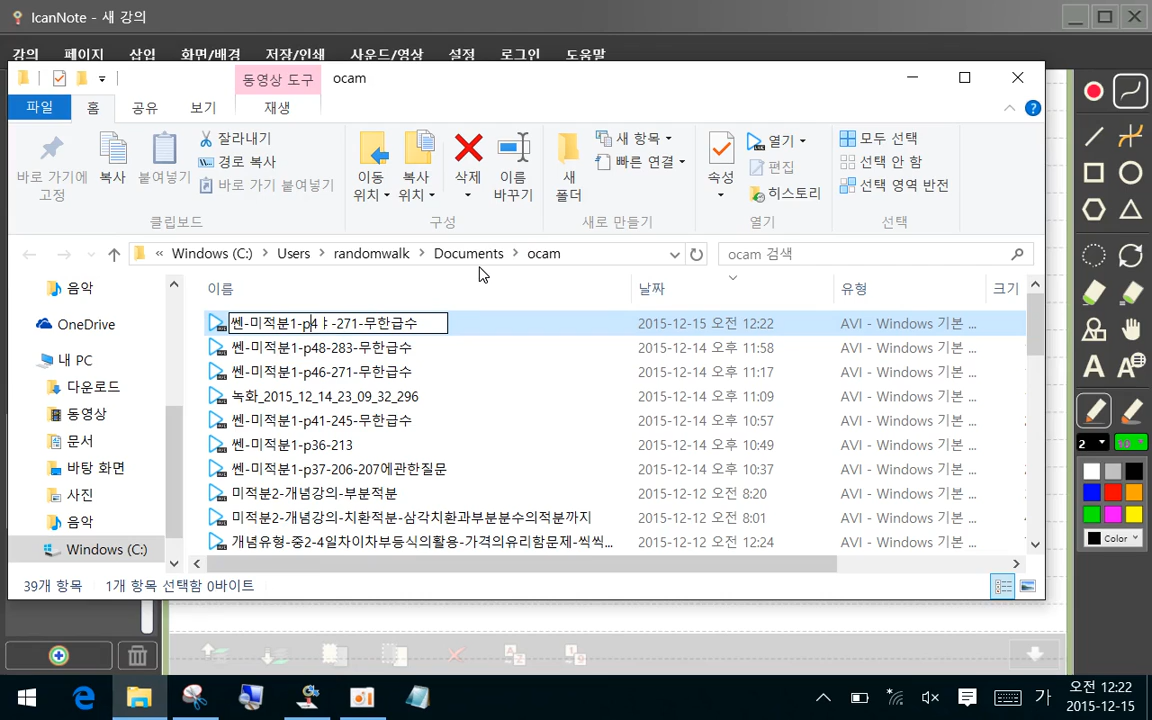 IcanNote - 새 강의
강의 페이지 삽입 화면/배경 저장/인쇄 사운드/영상 설정 로그인 도움말
동영상 도구 ocam
파일 홈 공유 보기 재생
바로 가기에 고정
복사
붙여넣기
잘라내기
경로 복사
바로 가기 붙여넣기
클립보드
이동 위치
복사 위치
삭제
이름 바꾸기
구성
새 폴더
새 항목
빠른 연결
새로 만들기
속성
열기
편집
히스토리
열기
모두 선택
선택 안 함
선택 영역 반전
선택
« Windows (C:) > Users > randomwalk > Documents > ocam
ocam 검색
이름 날짜 유형 크기
음악
OneDrive
내 PC
다운로드
동영상
문서
바탕 화면
사진
음악
Windows (C:)
쎈-미적분1-p4ㅑ-271-무한급수 2015-12-15 오전 12:22 AVI - Windows 기본 ...
쎈-미적분1-p48-283-무한급수 2015-12-14 오후 11:58 AVI - Windows 기본 ...
쎈-미적분1-p46-271-무한급수 2015-12-14 오후 11:17 AVI - Windows 기본 ...
녹화_2015_12_14_23_09_32_296 2015-12-14 오후 11:09 AVI - Windows 기본 ...
쎈-미적분1-p41-245-무한급수 2015-12-14 오후 10:57 AVI - Windows 기본 ...
쎈-미적분1-p36-213 2015-12-14 오후 10:49 AVI - Windows 기본 ...
쎈-미적분1-p37-206-207에관한질문 2015-12-14 오후 10:37 AVI - Windows 기본 ...
미적분2-개념강의-부분적분 2015-12-12 오전 8:20 AVI - Windows 기본 ...
미적분2-개념강의-치환적분-삼각치환과부분분수의적분까지 2015-12-12 오전 8:01 AVI - Windows 기본 ...
개념유형-중2-4일차이차부등식의활용-가격의유리함문제-씩씩... 2015-12-12 오전 12:24 AVI - Windows 기본 ...
39개 항목 1개 항목 선택함 0바이트
2
Color
가
오전 12:22
2015-12-15